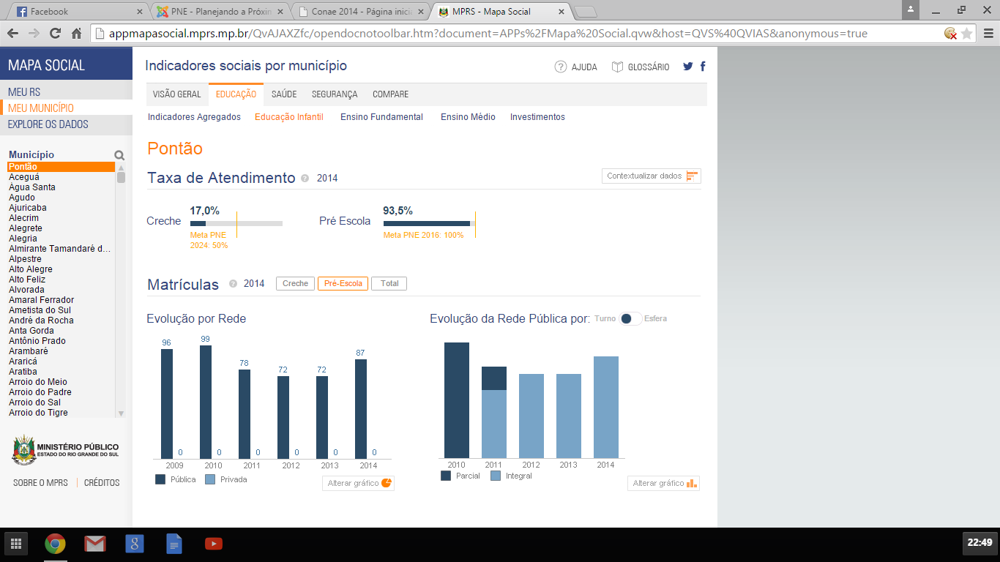 Facebook
PNE - Planejando a Próxim
Conae 2014 - Página inicia
MPRS - Mapa Social
appmapasocial.mprs.mp.br/QvAJAXZfc/opendocnotoolbar.htm?document=APPs%2FMapa%20Social.qvw&host=QVS%40QVIAS&anonymous=true
MAPA SOCIAL
MEU RS
MEU MUNICÍPIO
EXPLORE OS DADOS
Município
Pontão
Aceguá
Água Santa
Agudo
Ajuricaba
Alecrim
Alegrete
Alegria
Almirante Tamandaré d...
Alpestre
Alto Alegre
Alto Feliz
Alvorada
Amaral Ferrador
Ametista do Sul
André da Rocha
Anta Gorda
Antônio Prado
Arambaré
Araricá
Aratiba
Arroio do Meio
Arroio do Padre
Arroio do Sal
Arroio do Tigre
MINISTÉRIO PÚBLICO
ESTADO DO RIO GRANDE DO SUL
SOBRE O MPRS CRÉDITOS
Indicadores sociais por município
? AJUDA GLOSSÁRIO
VISÃO GERAL EDUCAÇÃO SAÚDE SEGURANÇA COMPARE
Indicadores Agregados Educação Infantil Ensino Fundamental Ensino Médio Investimentos
Pontão
Taxa de Atendimento ? 2014
Contextualizar dados
Creche
17,0%
Meta PNE
2024: 50%
Pré Escola
93,5%
Meta PNE 2016: 100%
Matrículas ? 2014 Creche Pré-Escola Total
Evolução por Rede
96 99 78 72 72 87
0 0 0 0 0 0
2009 2010 2011 2012 2013 2014
Pública Privada
Alterar gráfico
Evolução da Rede Pública por: Turno Esfera
2010 2011 2012 2013 2014
Parcial Integral
Alterar gráfico
22:49